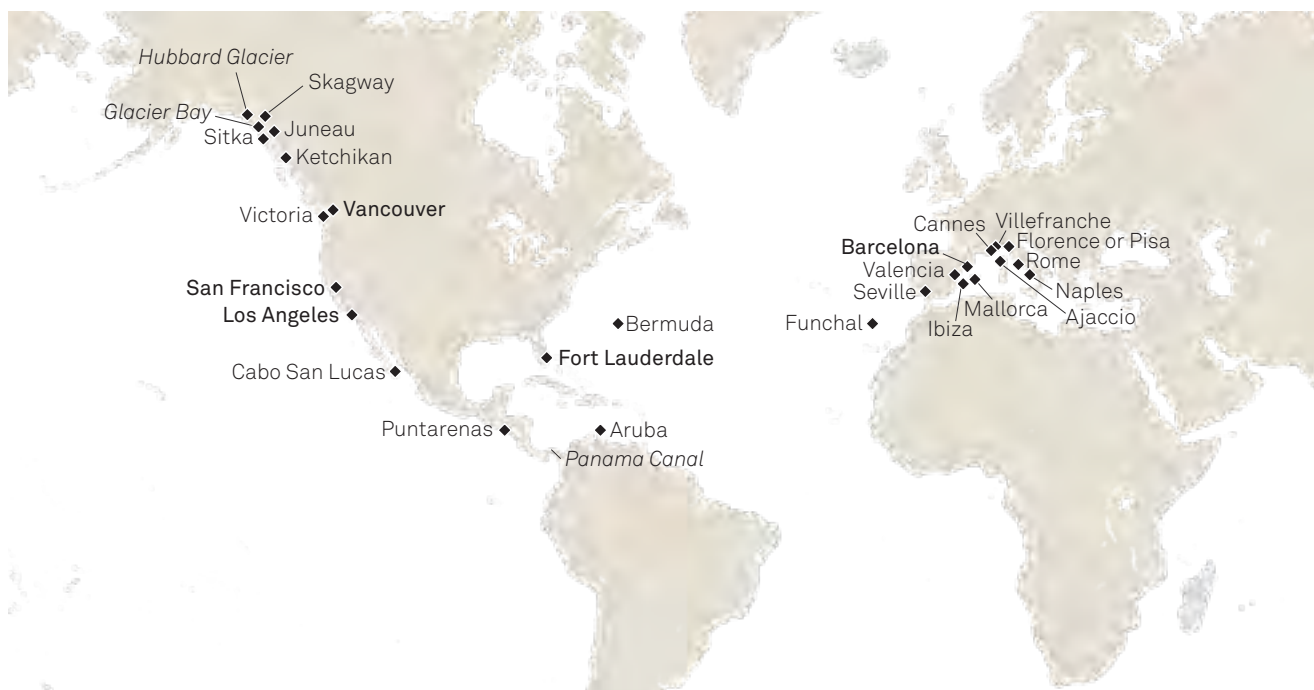 Hubbard Glacier
Skagway
Glacier Bay
Juneau
Sitka
Ketchikan
Victoria
Vancouver
San Francisco
Los Angeles
Cabo San Lucas
Puntarenas
Bermuda
Fort Lauderdale
Aruba
Panama Canal
Cannes
Villefranche
Barcelona
Florence or Pisa
Valencia
Rome
Seville
Naples
Mallorca
Ajaccio
Funchal
Ibiza